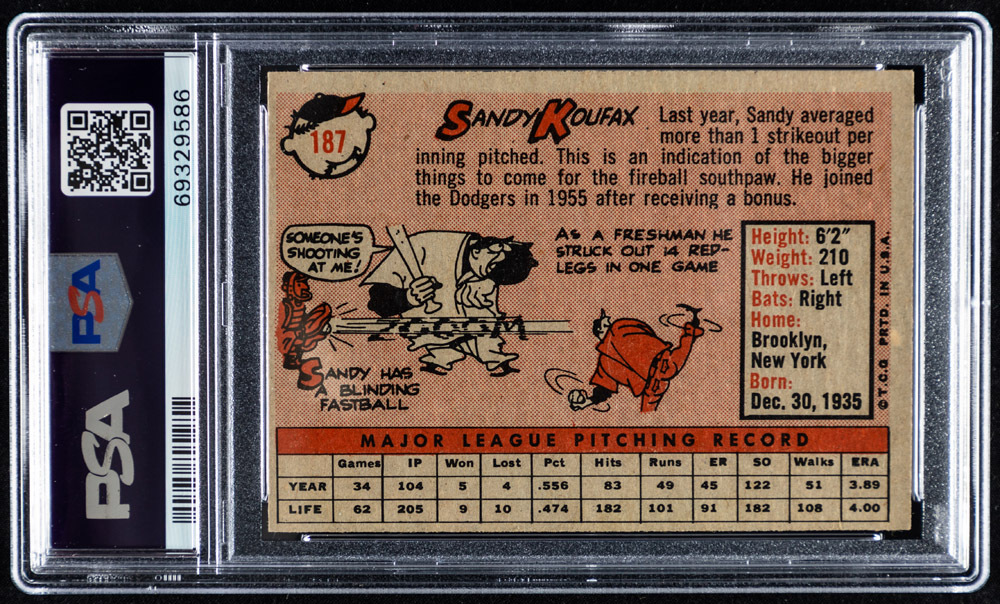 69329586
PSA
PSA
187
SANDY KOUFAX
Last year, Sandy averaged
more than 1 strikeout per
inning pitched. This is an indication of the bigger
things to come for the fireball southpaw. He joined
the Dodgers in 1955 after receiving a bonus.
SOMEONE'S
SHOOTING
AT ME!
ZOOOM
SANDY HAS
A BLINDING
FASTBALL
AS A FRESHMAN HE
STRUCK OUT 14 RED-
LEGS IN ONE GAME
Height: 6'2"
Weight: 210
Throws: Left
Bats: Right
Home:
Brooklyn,
New York
Born:
Dec. 30, 1935
© T.C.G PRTD. IN U.S.A.
MAJOR LEAGUE PITCHING RECORD
Games IP Won Lost Pct Hits Runs ER SO Walks ERA
YEAR 34 104 5 4 .556 83 49 45 122 51 3.89
LIFE 62 205 9 10 .474 182 101 91 182 108 4.00